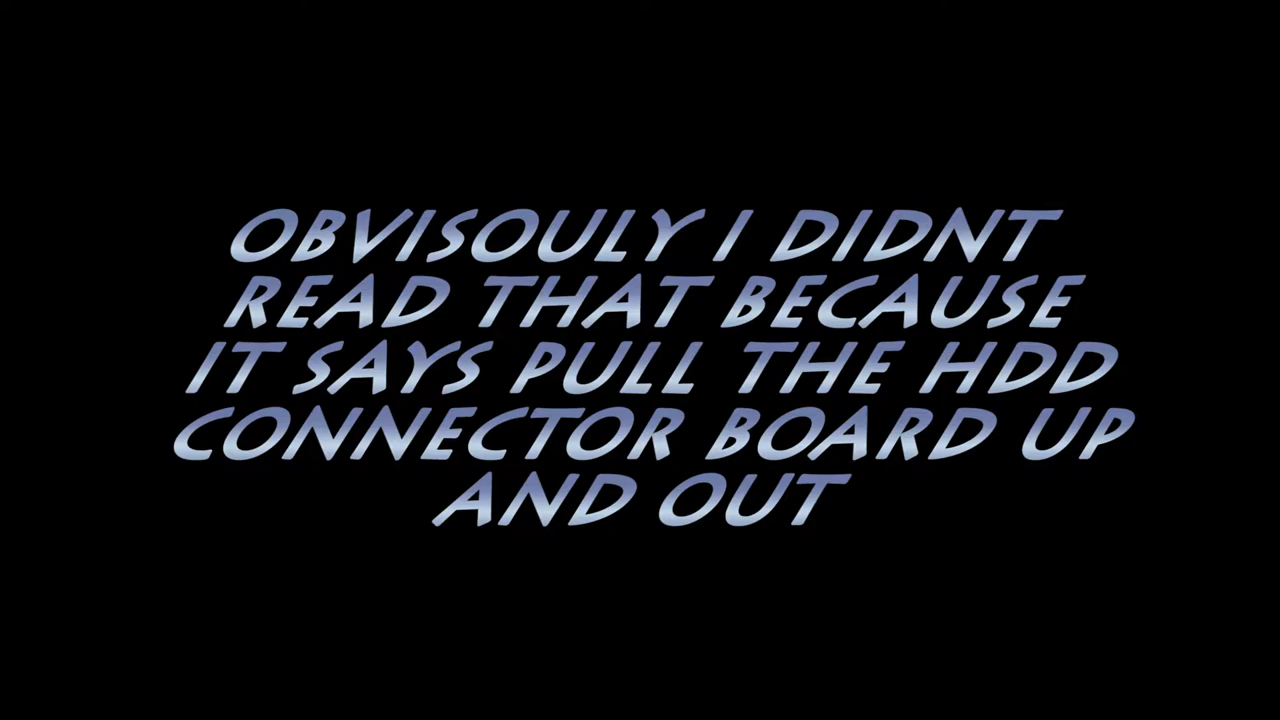 OBVISOULY I DIDNT
READ THAT BECAUSE
IT SAYS PULL THE HDD
CONNECTOR BOARD UP
AND OUT